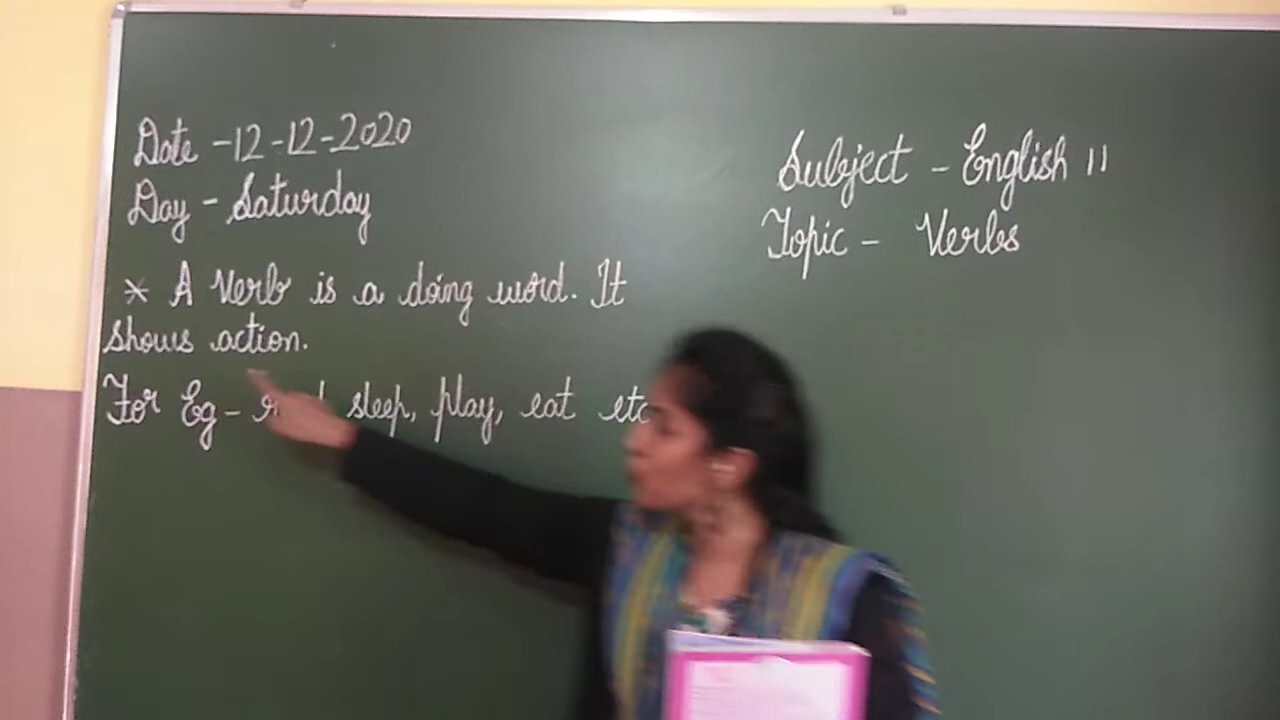 Date -12-12-2020
Day - Saturday
Subject - English II
Topic - Verbs
* A Verb is a doing word. It
shows action.
For Eg- sleep, play, eat etc